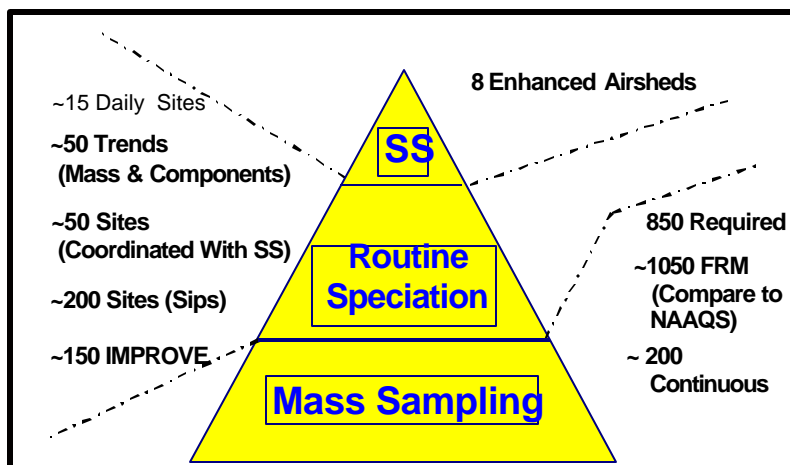 ~15 Daily Sites
~50 Trends
(Mass & Components)
~50 Sites
(Coordinated With SS)
~200 Sites (Sips)
~150 IMPROVE
SS
Routine
Speciation
Mass Sampling
8 Enhanced Airsheds
850 Required
~1050 FRM
(Compare to
NAAQS)
~ 200
Continuous